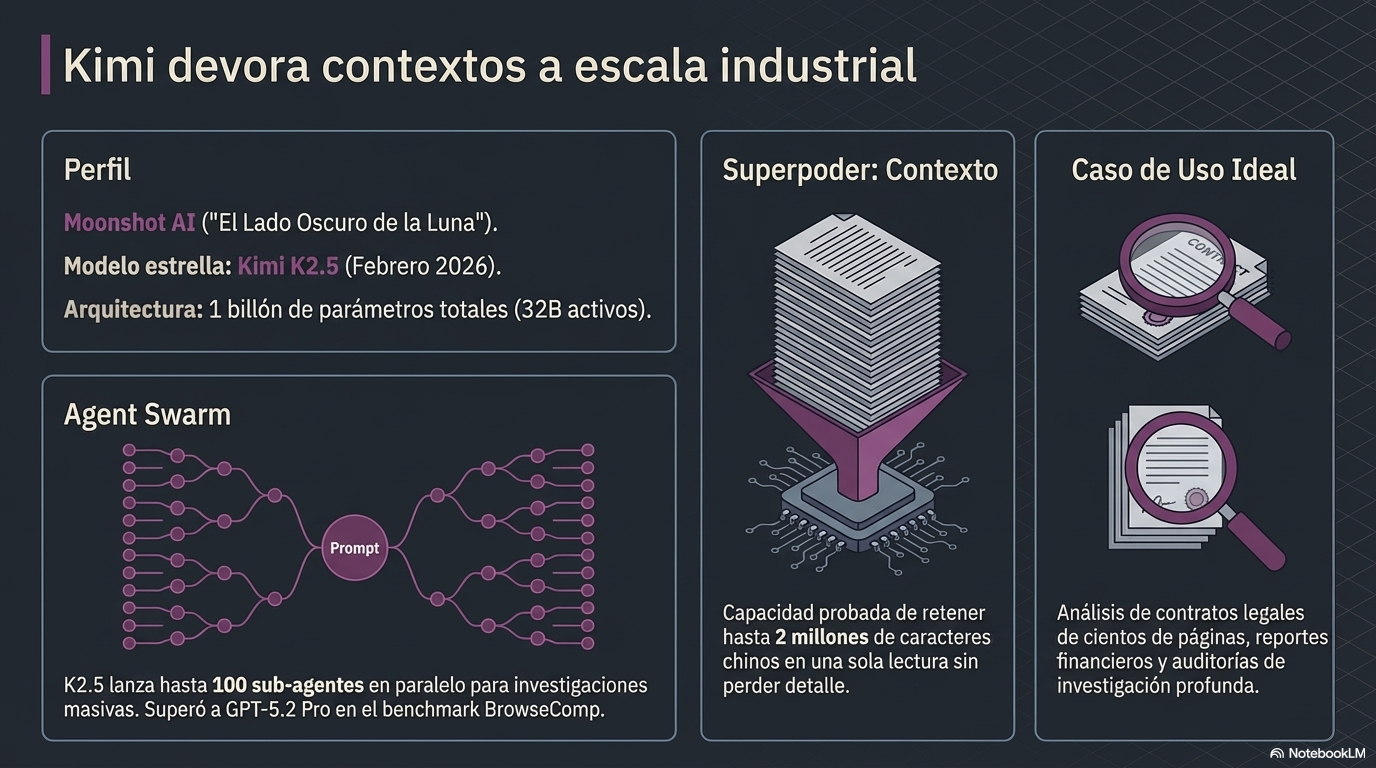 Kimi devora contextos a escala industrial
Perfil
Moonshot AI ("El Lado Oscuro de la Luna").
Modelo estrella: Kimi K2.5 (Febrero 2026).
Arquitectura: 1 billón de parámetros totales (32B activos).
Agent Swarm
Prompt
K2.5 lanza hasta 100 sub-agentes en paralelo para investigaciones
masivas. Superó a GPT-5.2 Pro en el benchmark BrowseComp.
Superpoder: Contexto
Capacidad probada de retener
hasta 2 millones de caracteres
chinos en una sola lectura sin
perder detalle.
Caso de Uso Ideal
CONTRACT
Análisis de contratos legales
de cientos de páginas, reportes
financieros y auditorías de
investigación profunda.
NotebookLM